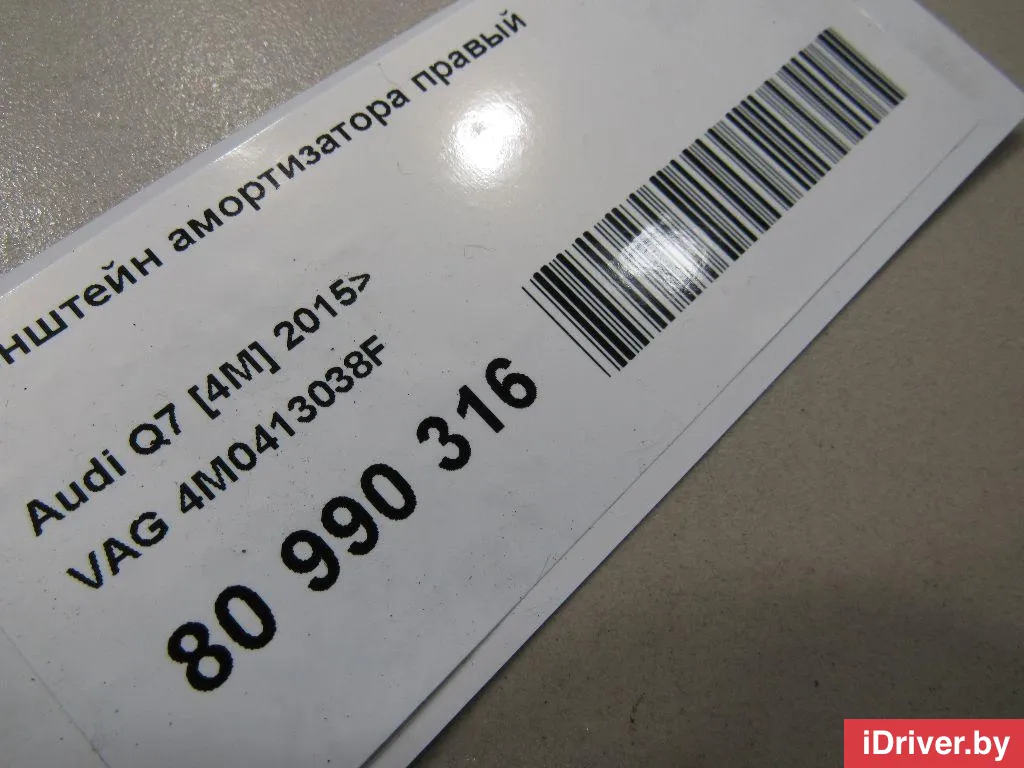 нштейн амортизатора правый
Audi Q7 [4M] 2015>
VAG 4M0413038F
80 990 316
iDriver.by